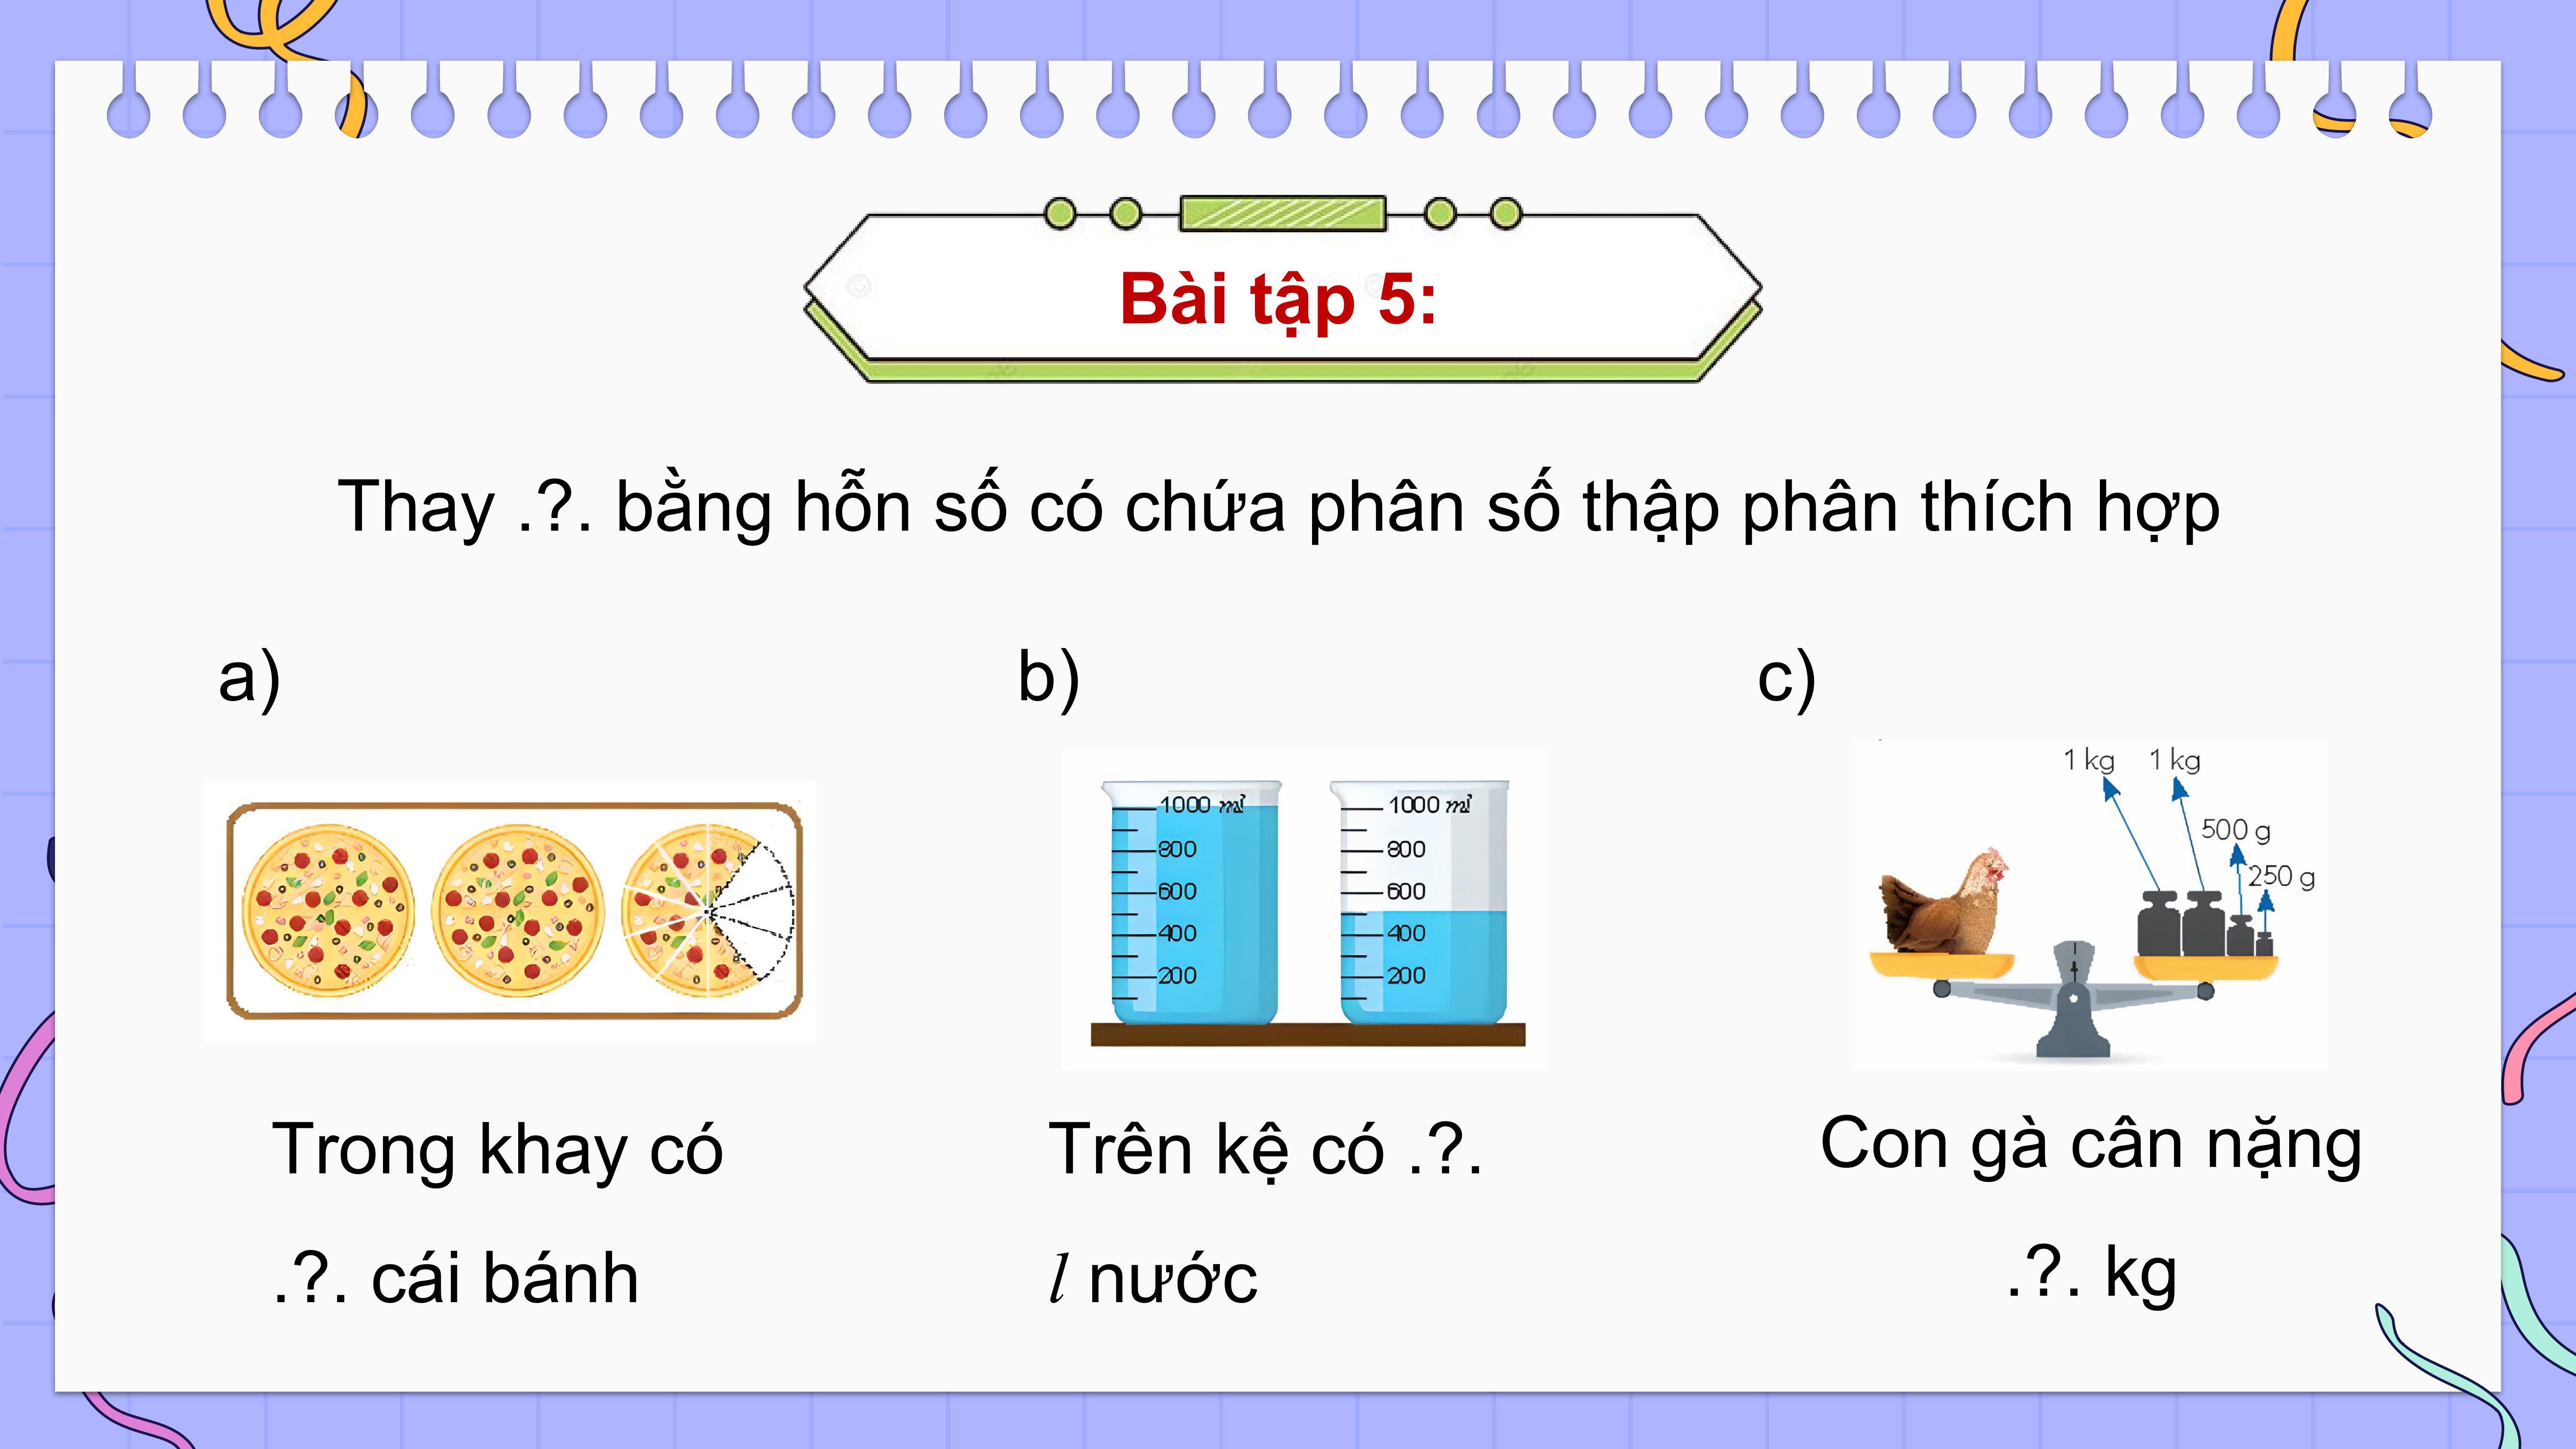 Bài tập 5:
Thay .?. bằng hỗn số có chứa phân số thập phân thích hợp
a)
b)
c)
1000 ml
800
600
400
200
1000 ml
800
600
400
200
1 kg
1 kg
500 g
250 g
Trong khay có
.?. cái bánh
Trên kệ có .?.
l nước
Con gà cân nặng
.?. kg